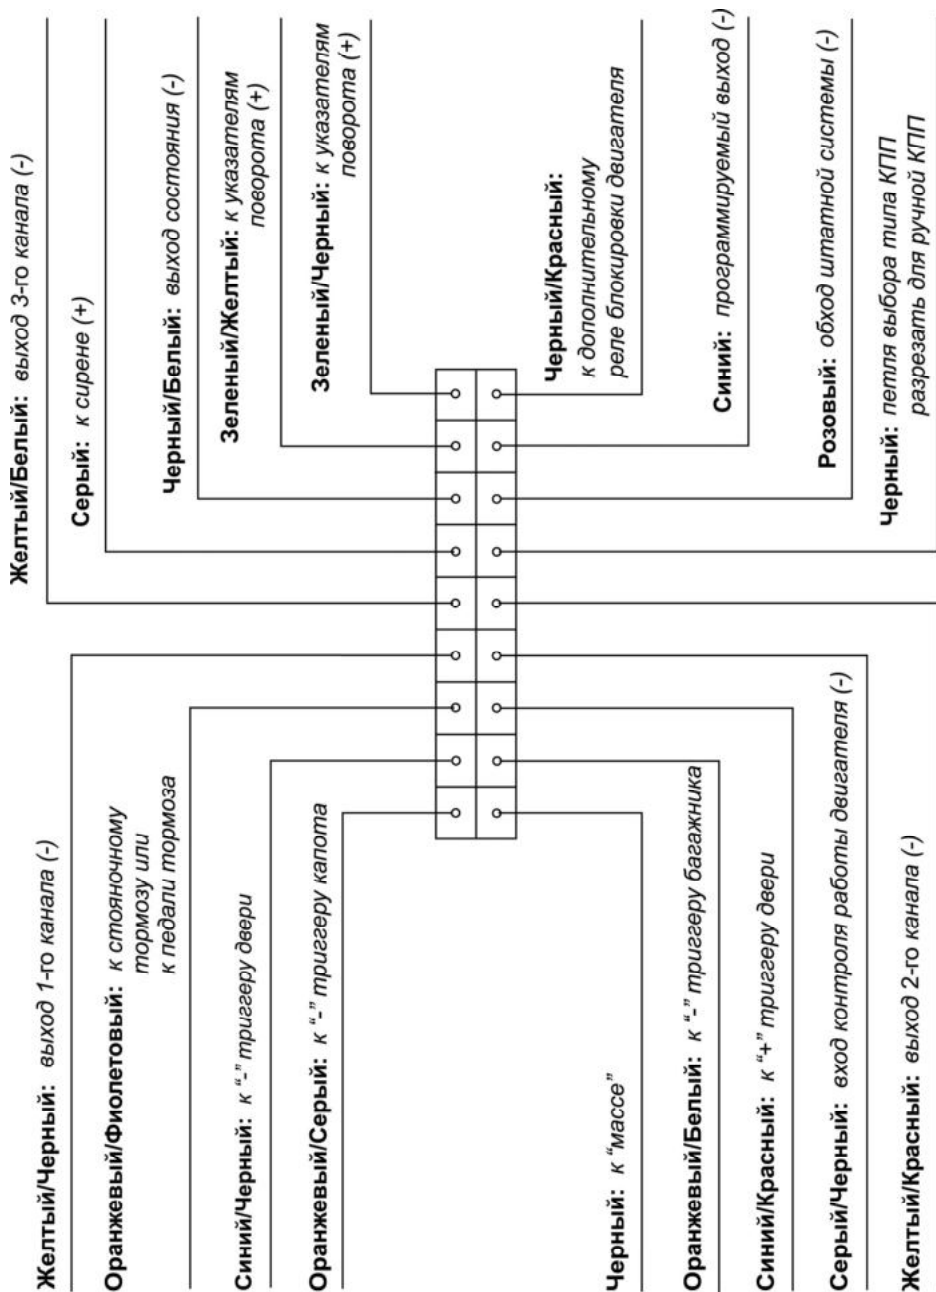 Желтый/Черный: выход 1-го канала (-)
Оранжевый/Фиолетовый: к стояночному
тормозу или
к педали тормоза
Синий/Черный: к “-” триггеру двери
Оранжевый/Серый: к “-” триггеру капота
Черный: к “массе”
Оранжевый/Белый: к “-” триггеру багажника
Синий/Красный: к “+” триггеру двери
Серый/Черный: вход контроля работы двигателя (-)
Желтый/Красный: выход 2-го канала (-)
Желтый/Белый: выход 3-го канала (-)
Серый: к сирене (+)
Черный/Белый: выход состояния (-)
Зеленый/Желтый: к указателям
поворота (+)
Зеленый/Черный: к указателям
поворота (+)
Черный/Красный:
к дополнительному
реле блокировки двигателя
Синий: программируемый выход (-)
Розовый: обход штатной системы (-)
Черный: петля выбора типа КПП
разрезать для ручной КПП